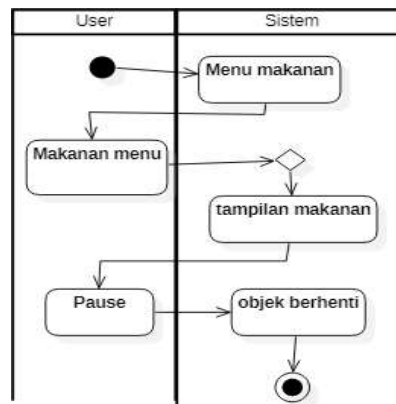 User
Sistem
Menu makanan
Makanan menu
tampilan makanan
Pause
objek berhenti